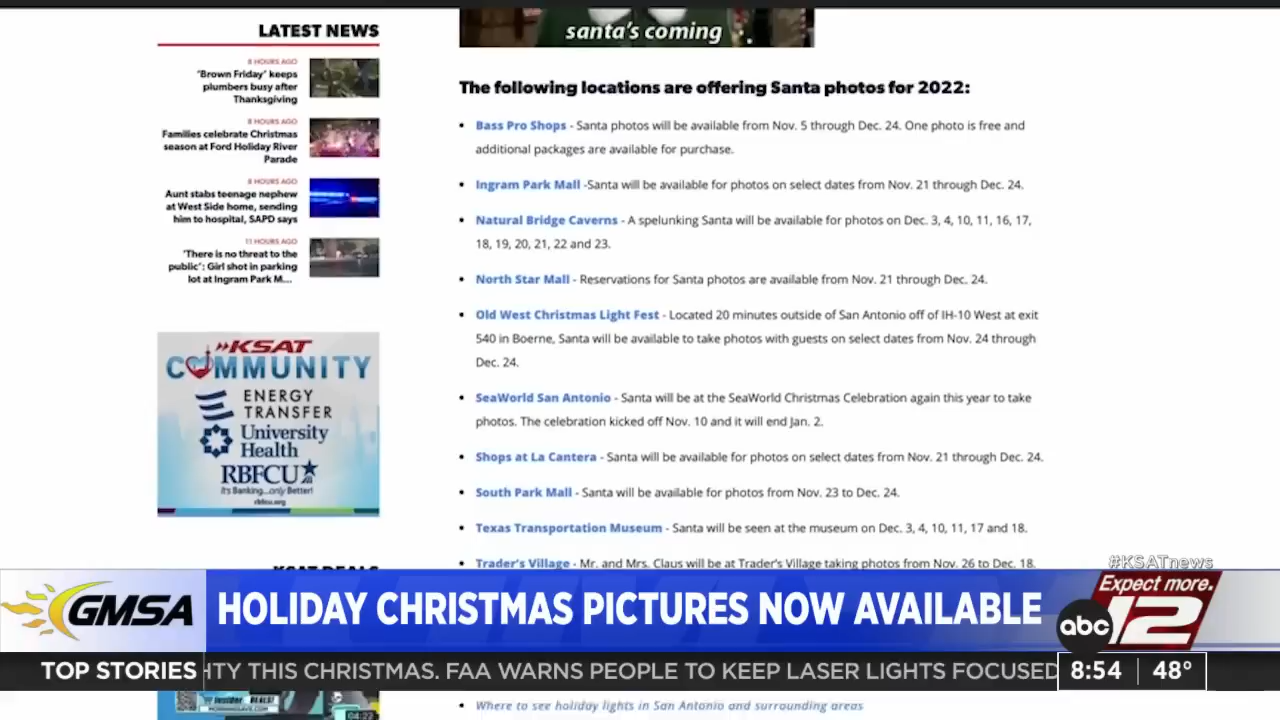 LATEST NEWS
8 HOURS AGO
'Brown Friday' keeps
plumbers busy after
Thanksgiving
8 HOURS AGO
Families celebrate Christmas
season at Ford Holiday River
Parade
8 HOURS AGO
Aunt stabs teenage nephew
at West Side home, sending
him to hospital, SAPD says
11 HOURS AGO
'There is no threat to the
public': Girl shot in parking
lot at Ingram Park M...
KSAT
COMMUNITY
ENERGY
TRANSFER
University
Health
RBFCU
It's Banking...only Better!
rbfcu.org
KSAT DEALS
santa's coming
The following locations are offering Santa photos for 2022:
• Bass Pro Shops - Santa photos will be available from Nov. 5 through Dec. 24. One photo is free and
additional packages are available for purchase.
• Ingram Park Mall -Santa will be available for photos on select dates from Nov. 21 through Dec. 24.
• Natural Bridge Caverns - A spelunking Santa will be available for photos on Dec. 3, 4, 10, 11, 16, 17,
18, 19, 20, 21, 22 and 23.
• North Star Mall - Reservations for Santa photos are available from Nov. 21 through Dec. 24.
• Old West Christmas Light Fest - Located 20 minutes outside of San Antonio off of IH-10 West at exit
540 in Boerne, Santa will be available to take photos with guests on select dates from Nov. 24 through
Dec. 24.
• SeaWorld San Antonio - Santa will be at the SeaWorld Christmas Celebration again this year to take
photos. The celebration kicked off Nov. 10 and it will end Jan. 2.
• Shops at La Cantera - Santa will be available for photos on select dates from Nov. 21 through Dec. 24.
• South Park Mall - Santa will be available for photos from Nov. 23 to Dec. 24.
• Texas Transportation Museum - Santa will be seen at the museum on Dec. 3, 4, 10, 11, 17 and 18.
• Trader's Village - Mr. and Mrs. Claus will be at Trader's Village taking photos from Nov. 26 to Dec. 18.
#KSATnews
GMSA
HOLIDAY CHRISTMAS PICTURES NOW AVAILABLE
Expect more.
abc 12
TOP STORIES
HTY THIS CHRISTMAS. FAA WARNS PEOPLE TO KEEP LASER LIGHTS FOCUSED
8:54
48°
Insider DEALS!
04:22
• Where to see holiday lights in San Antonio and surrounding areas